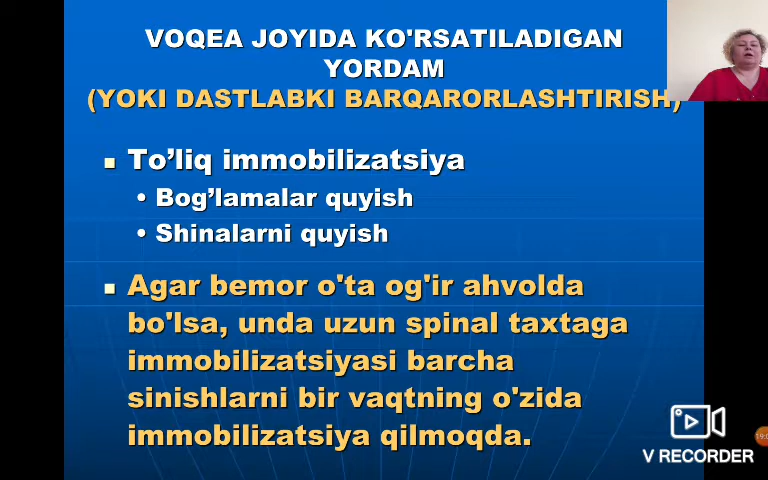 VOQEA JOYIDA KO'RSATILADIGAN
YORDAM
(YOKI DASTLABKI BARQARORLASHTIRISH)
To’liq immobilizatsiya
• Bog’lamalar quyish
• Shinalarni quyish
Agar bemor o'ta og'ir ahvolda
bo'lsa, unda uzun spinal taxtaga
immobilizatsiyasi barcha
sinishlarni bir vaqtning o'zida
immobilizatsiya qilmoqda.
V RECORDER